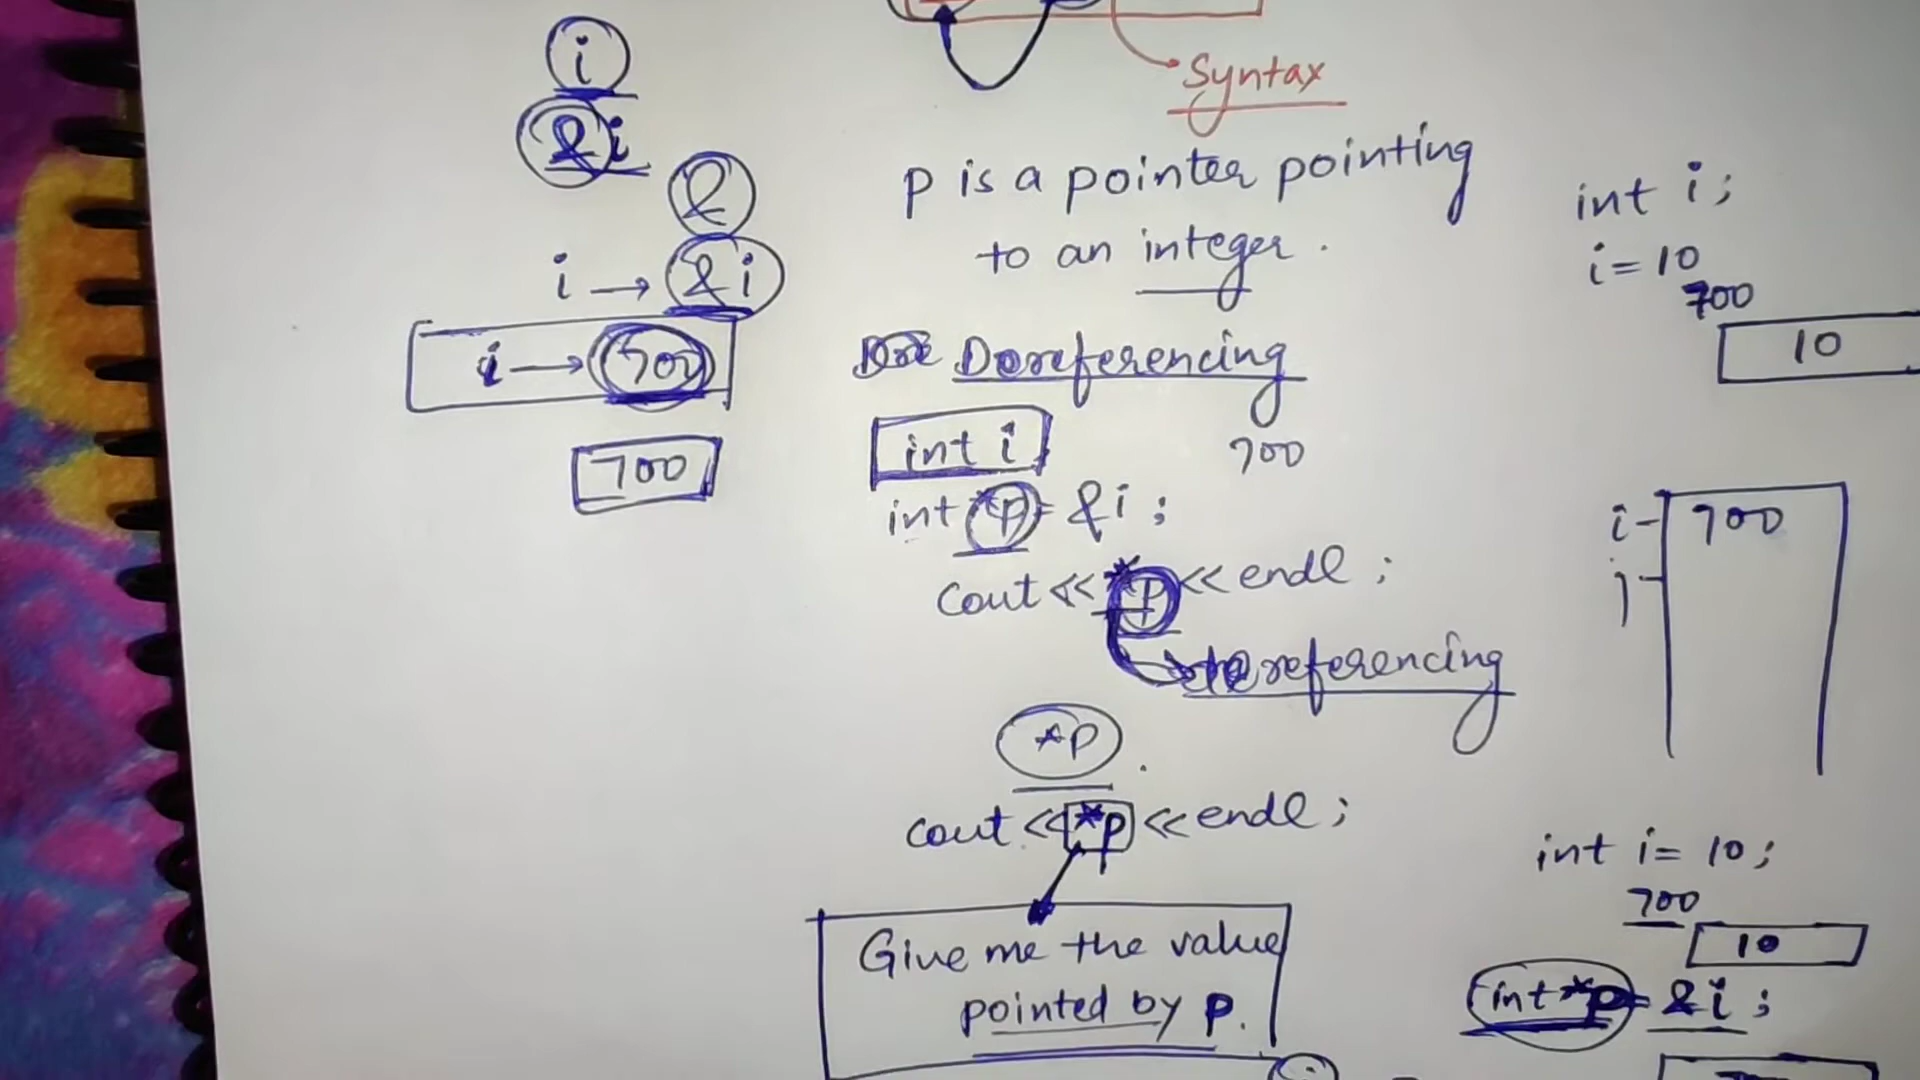 i
&i
&
i → &i
i → 700
700
Syntax
p is a pointer pointing
to an integer.
Dereferencing
int i
700
int *p = &i ;
cout << *p << endl ;
dereferencing
*p
cout << *p << endl ;
Give me the value
pointed by p.
int i ;
i = 10
700
10
i - 700
j -
int i = 10 ;
700
10
int *p = &i ;